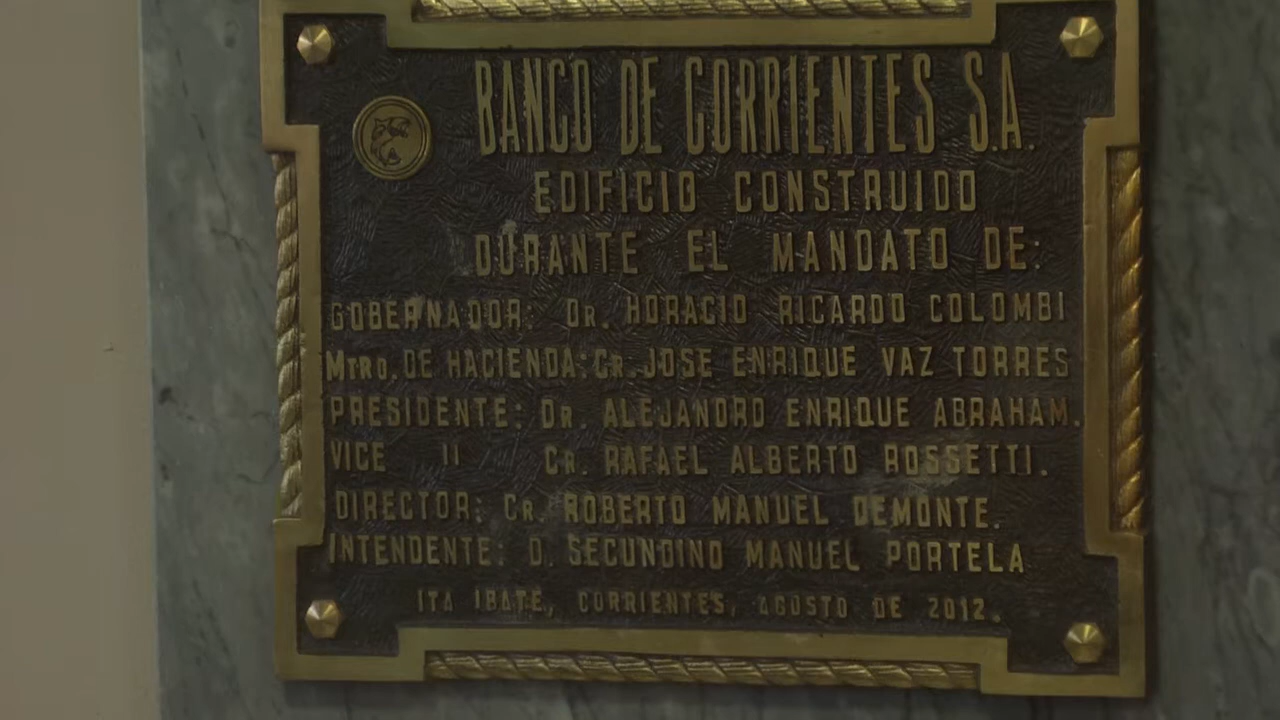 BANCO DE CORRIENTES S.A.
EDIFICIO CONSTRUIDO
DURANTE EL MANDATO DE:
GOBERNADOR: Dr. HORACIO RICARDO COLOMBI
Mtro. DE HACIENDA: Cr. JOSE ENRIQUE VAZ TORRES
PRESIDENTE: Dr. ALEJANDRO ENRIQUE ABRAHAM.
VICE II Cr. RAFAEL ALBERTO ROSSETTI.
DIRECTOR: Cr. ROBERTO MANUEL DEMONTE.
INTENDENTE: D. SECUNDINO MANUEL PORTELA
ITA IBATE, CORRIENTES, AGOSTO DE 2012.